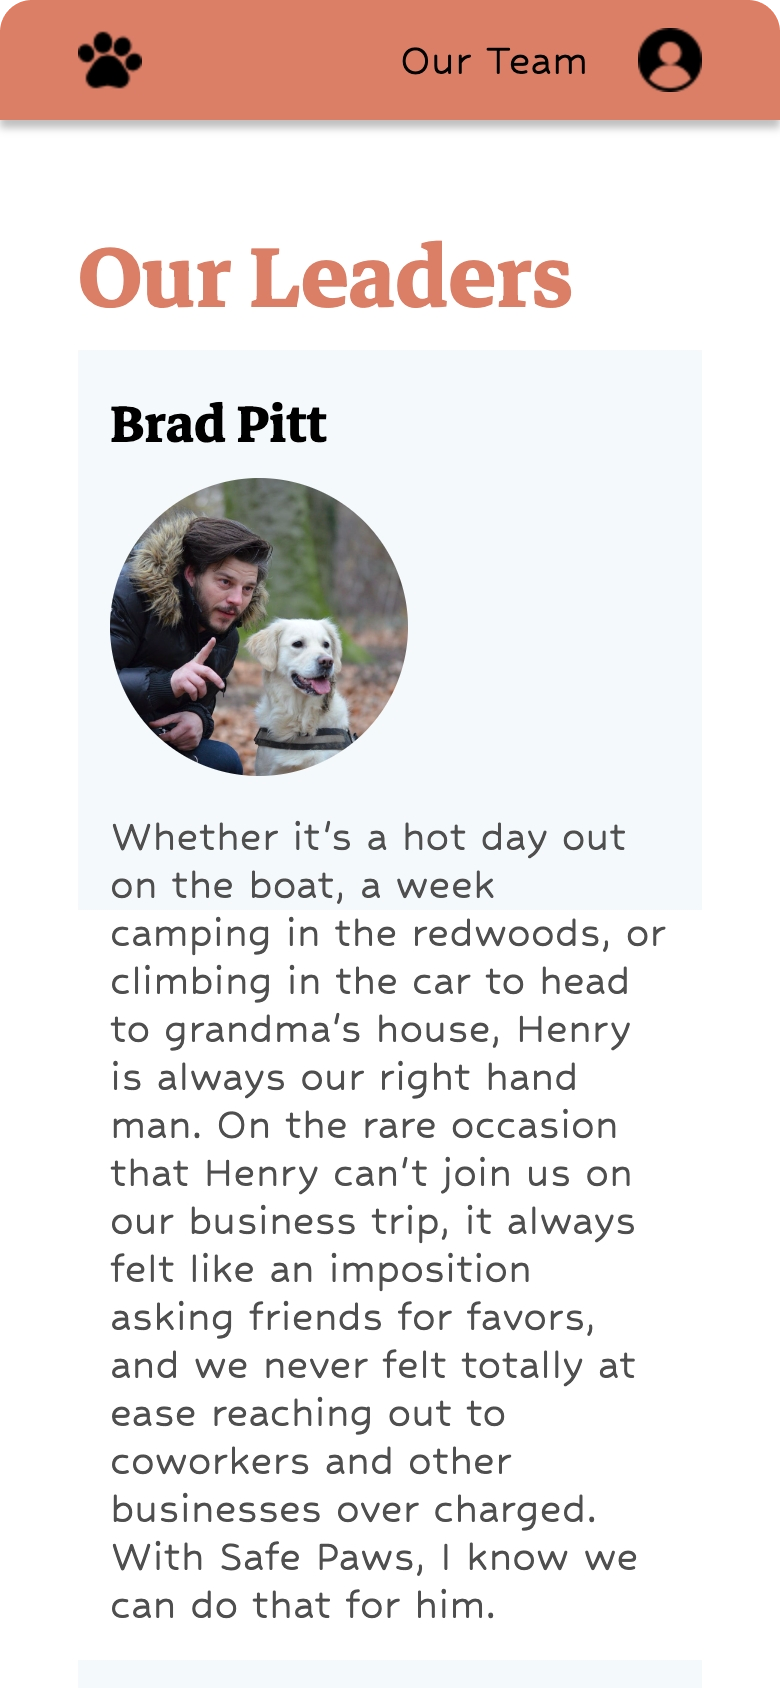 Our Team
Our Leaders
Brad Pitt
Whether it's a hot day out
on the boat, a week
camping in the redwoods, or
climbing in the car to head
to grandma's house, Henry
is always our right hand
man. On the rare occasion
that Henry can't join us on
our business trip, it always
felt like an imposition
asking friends for favors,
and we never felt totally at
ease reaching out to
coworkers and other
businesses over charged.
With Safe Paws, I know we
can do that for him.